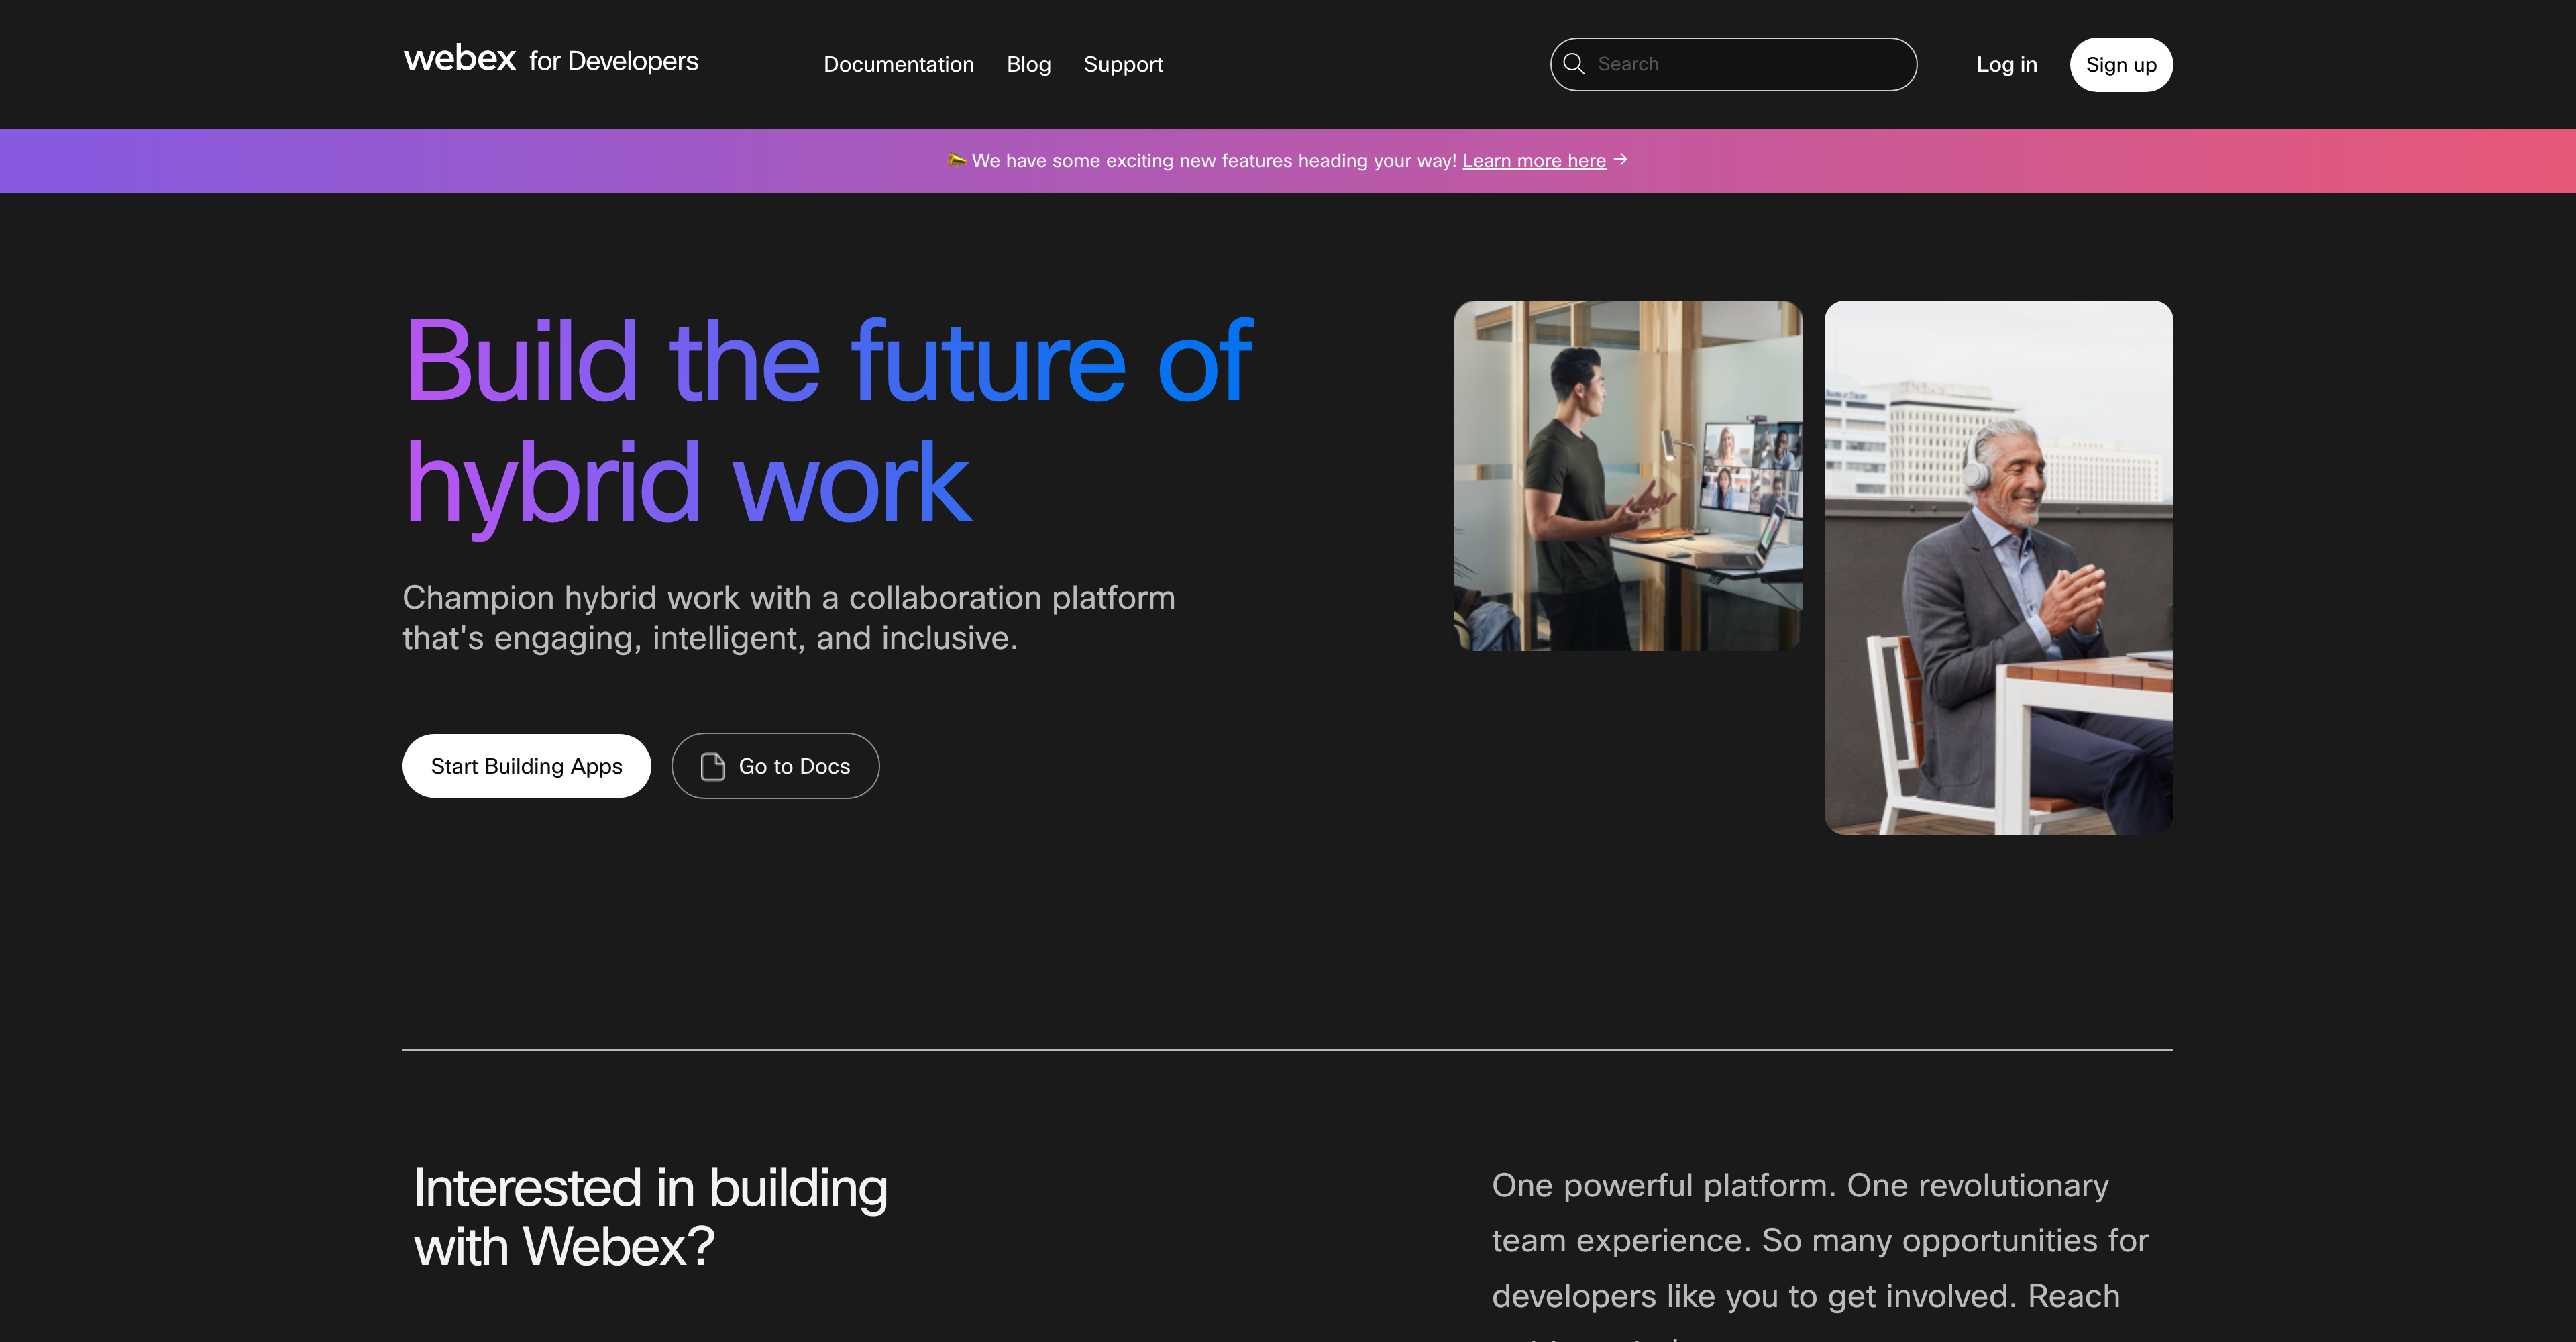 webex for Developers
Documentation
Blog
Support
Search
Log in
Sign up
We have some exciting new features heading your way! Learn more here →
Build the future of
hybrid work
Champion hybrid work with a collaboration platform
that's engaging, intelligent, and inclusive.
Start Building Apps
Go to Docs
Interested in building
with Webex?
One powerful platform. One revolutionary
team experience. So many opportunities for
developers like you to get involved. Reach